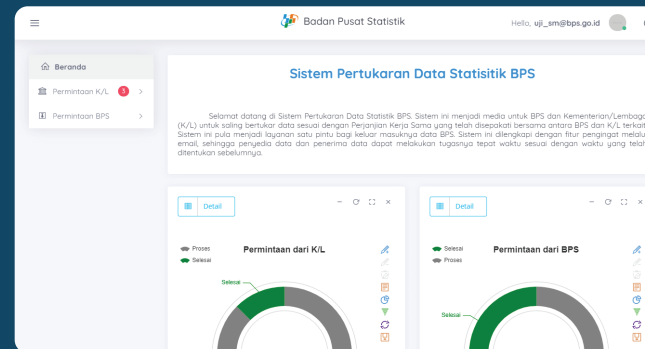 Badan Pusat Statistik
Hello, uji_sm@bps.go.id
Beranda
Permintaan K/L 3
Permintaan BPS
Sistem Pertukaran Data Statisitik BPS
Selamat datang di Sistem Pertukaran Data Statistik BPS. Sistem ini menjadi media untuk BPS dan Kementerian/Lembaga
(K/L) untuk saling bertukar data sesuai dengan Perjanjian Kerja Sama yang telah disepakati bersama antara BPS dan K/L terkait
Sistem ini pula menjadi layanan satu pintu bagi keluar masuknya data BPS. Sistem ini dilengkapi dengan fitur pengingat melalu
email, sehingga penyedia data dan penerima data dapat melakukan tugasnya tepat waktu sesuai dengan waktu yang telah
ditentukan sebelumnya.
Detail
Proses
Selesai
Permintaan dari K/L
Selesai
Detail
Selesai
Proses
Permintaan dari BPS
Selesai